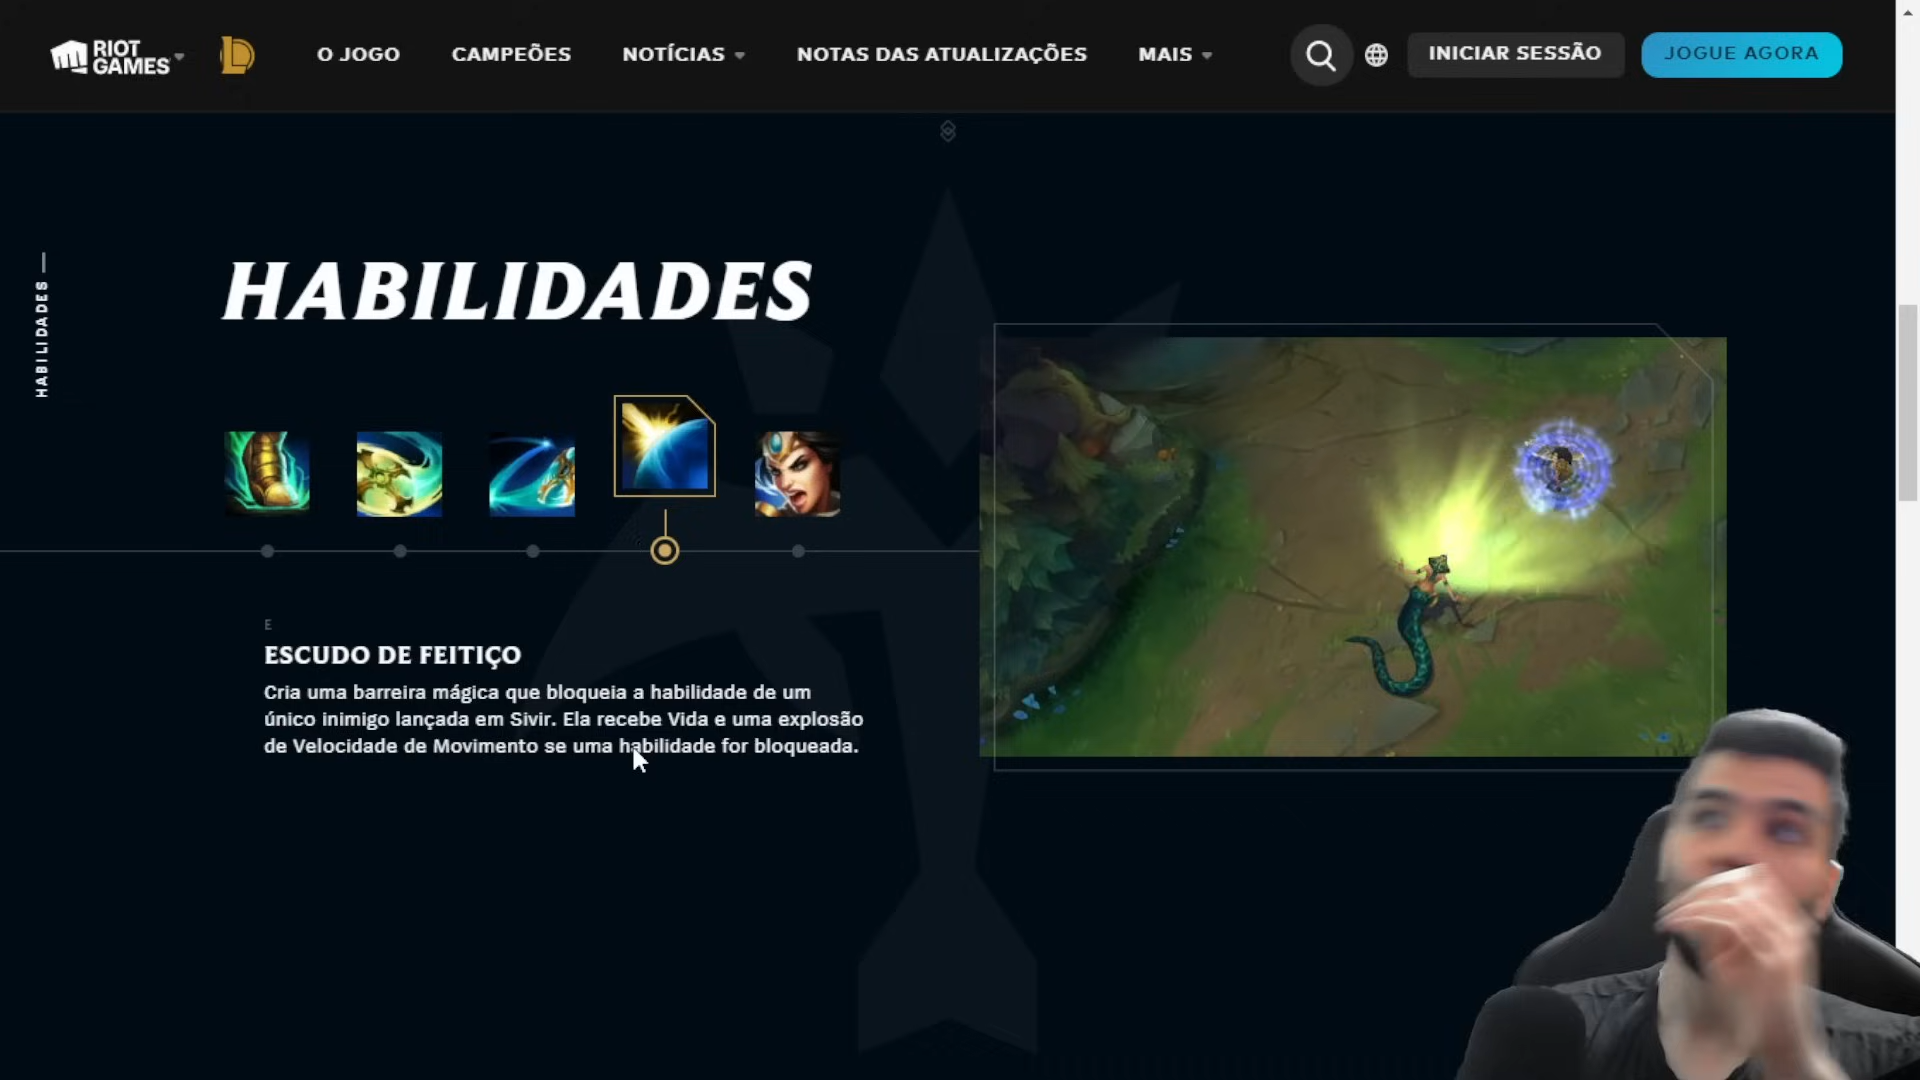 RIOT
GAMES
O JOGO
CAMPEÕES
NOTÍCIAS
NOTAS DAS ATUALIZAÇÕES
MAIS
INICIAR SESSÃO
JOGUE AGORA
HABILIDADES
HABILIDADES
E
ESCUDO DE FEITIÇO
Cria uma barreira mágica que bloqueia a habilidade de um
único inimigo lançada em Sivir. Ela recebe Vida e uma explosão
de Velocidade de Movimento se uma habilidade for bloqueada.